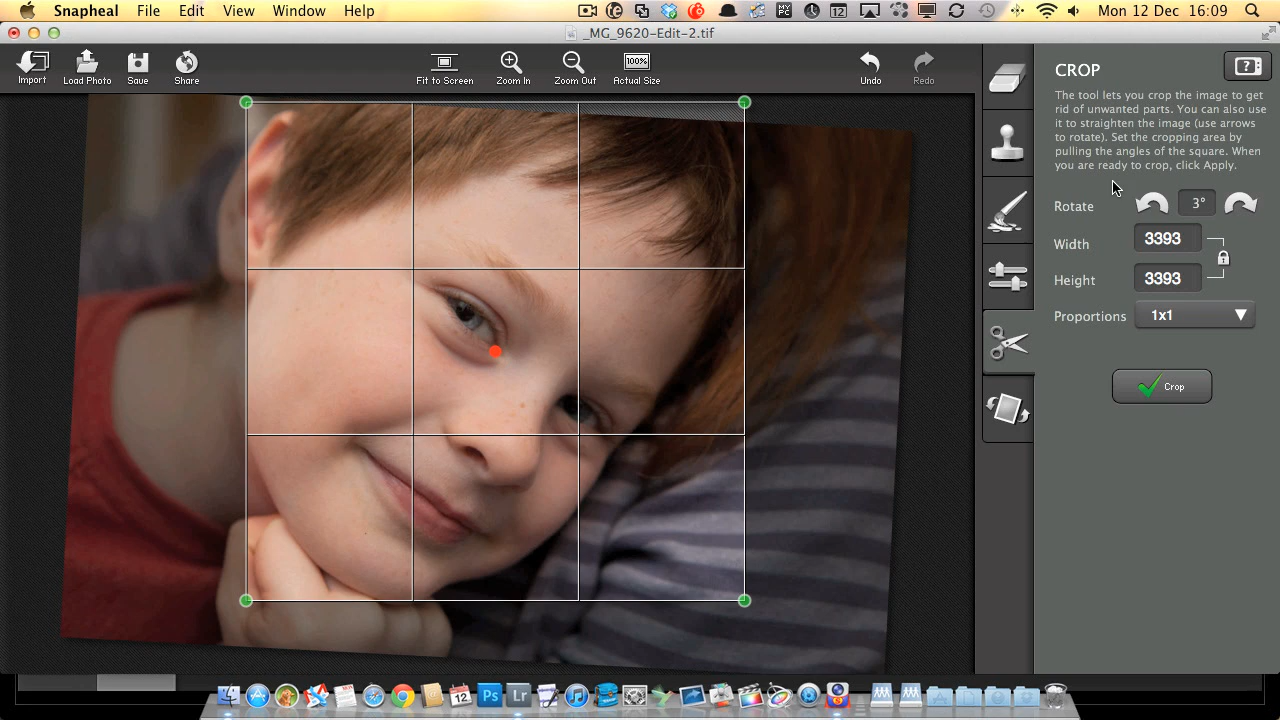 Snapheal File Edit View Window Help
12
Mon 12 Dec 16:09
_MG_9620-Edit-2.tif
Import
Load Photo
Save
Share
Fit to Screen
Zoom In
Zoom Out
100%
Actual Size
Undo
Redo
CROP
?
The tool lets you crop the image to get
rid of unwanted parts. You can also use
it to straighten the image (use arrows
to rotate). Set the cropping area by
pulling the angles of the square. When
you are ready to crop, click Apply.
Rotate
3°
Width
3393
Height
3393
Proportions
1x1
Crop
12
Ps
Lr